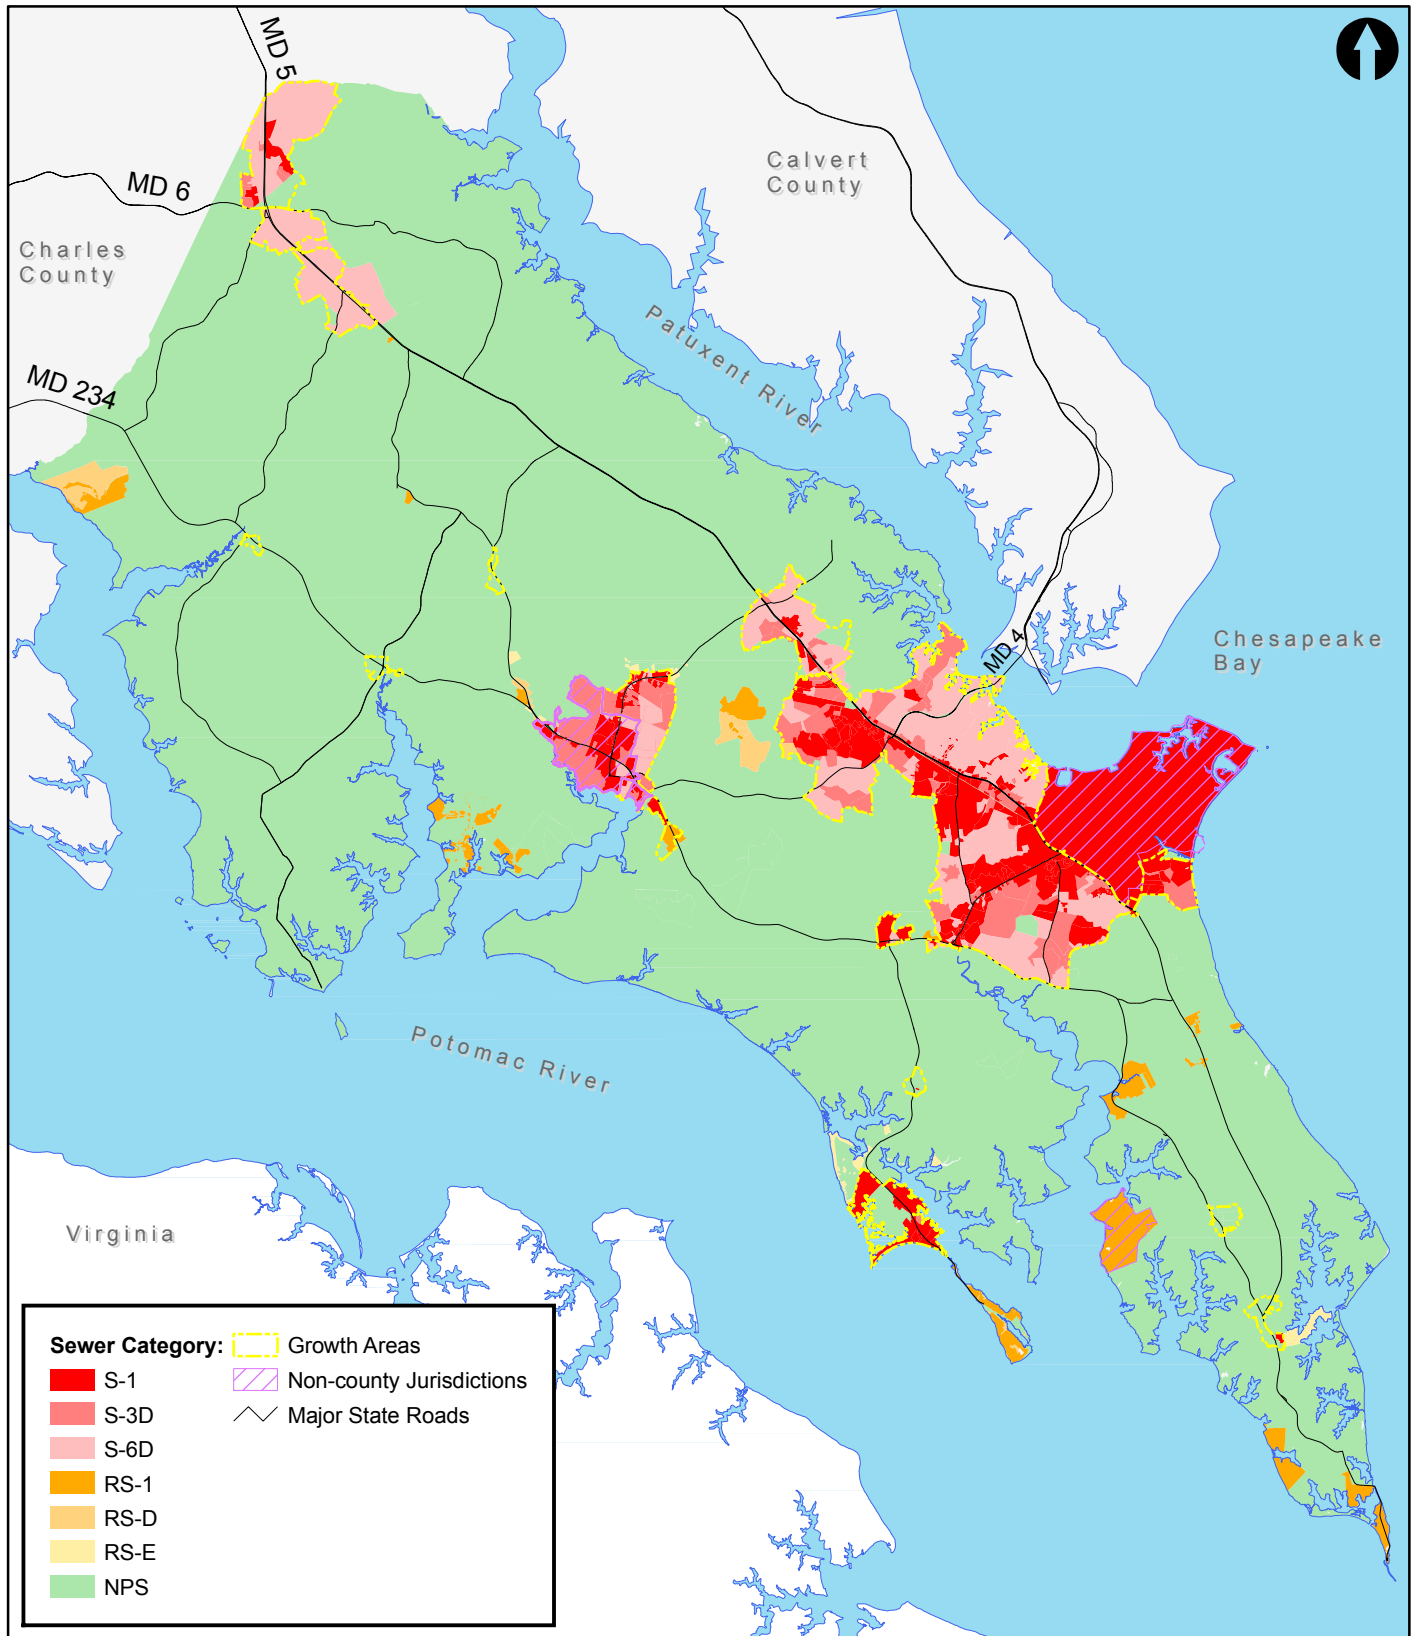 MD 5
MD 6
Calvert
County
Charles
County
Patuxent River
MD 234
MD 4
Chesapeake
Bay
Potomac River
Virginia
Sewer Category:
S-1
S-3D
S-6D
RS-1
RS-D
RS-E
NPS
Growth Areas
Non-county Jurisdictions
Major State Roads